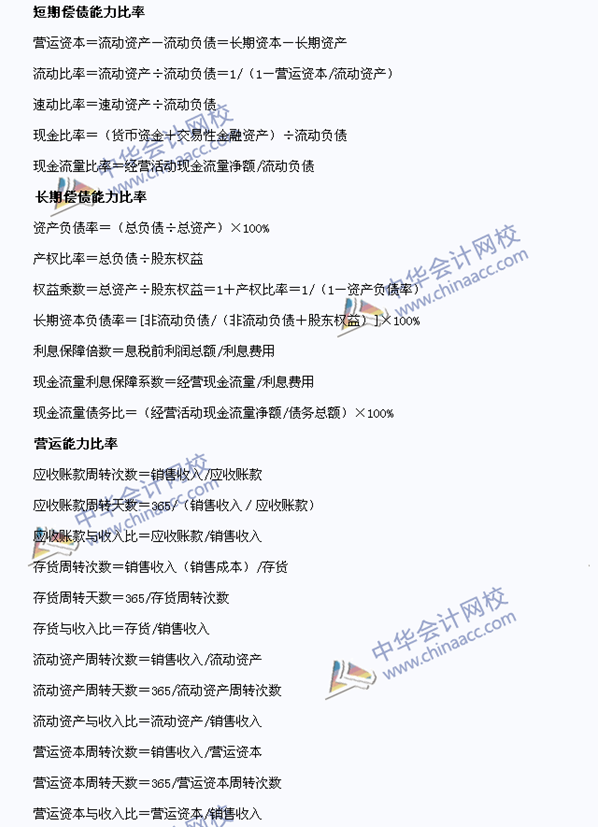 短期偿债能力比率
营运资本＝流动资产－流动负债＝长期资本－长期资产
流动比率＝流动资产÷流动负债＝1/（1－营运资本/流动资产）
速动比率＝速动资产÷流动负债
现金比率＝（货币资金＋交易性金融资产）÷流动负债
现金流量比率＝经营活动现金流量净额/流动负债
中华会计网校
www.chinaacc.com
长期偿债能力比率
资产负债率＝（总负债÷总资产）×100%
产权比率＝总负债÷股东权益
权益乘数＝总资产÷股东权益＝1＋产权比率＝1/（1－资产负债率）
长期资本负债率＝[非流动负债/（非流动负债＋股东权益）]×100%
中华会计网校
www.chinaacc.com
利息保障倍数＝息税前利润总额/利息费用
现金流量利息保障系数＝经营现金流量/利息费用
现金流量债务比＝（经营活动现金流量净额/债务总额）×100%
营运能力比率
应收账款周转次数＝销售收入/应收账款
应收账款周转天数＝365/（销售收入/应收账款）
应收账款与收入比＝应收账款/销售收入
中华会计网校
www.chinaacc.com
存货周转次数＝销售收入（销售成本）/存货
存货周转天数＝365/存货周转次数
存货与收入比＝存货/销售收入
流动资产周转次数＝销售收入/流动资产
流动资产周转天数＝365/流动资产周转次数
中华会计网校
www.chinaacc.com
流动资产与收入比＝流动资产/销售收入
营运资本周转次数＝销售收入/营运资本
营运资本周转天数＝365/营运资本周转次数
营运资本与收入比＝营运资本/销售收入